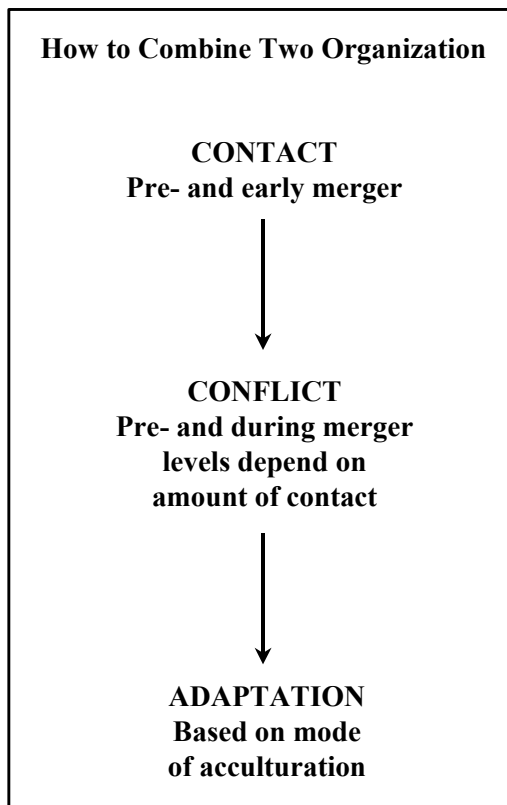 How to Combine Two Organization
CONTACT
Pre- and early merger
CONFLICT
Pre- and during merger
levels depend on
amount of contact
ADAPTATION
Based on mode
of acculturation